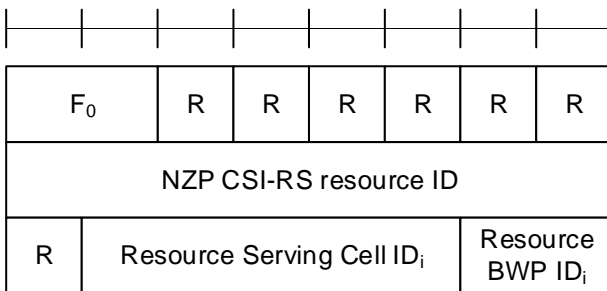 F₀ R R R R R R
NZP CSI-RS resource ID
R Resource Serving Cell IDᵢ Resource
BWP IDᵢ